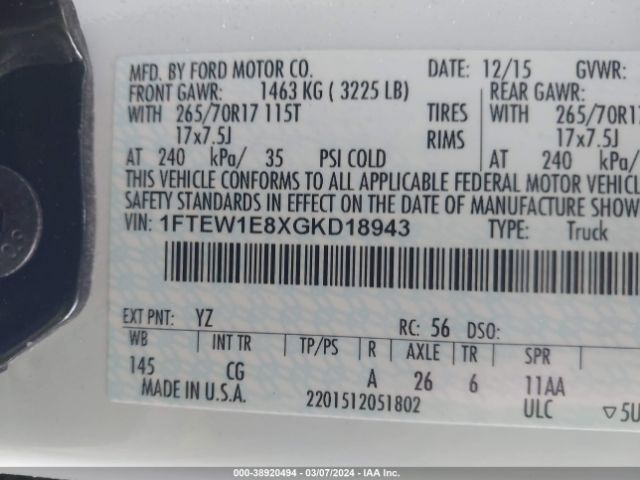 MFD. BY FORD MOTOR CO. DATE: 12/15 GVWR:
FRONT GAWR: 1463 KG ( 3225 LB) REAR GAWR:
WITH 265/70R17 115T TIRES WITH 265/70R17
17x7.5J RIMS 17x7.5J
AT 240 kPa/ 35 PSI COLD AT 240 kPa/
THIS VEHICLE CONFORMS TO ALL APPLICABLE FEDERAL MOTOR VEHICLE
SAFETY STANDARDS IN EFFECT ON THE DATE OF MANUFACTURE SHOW
VIN: 1FTEW1E8XGKD18943 TYPE: Truck
EXT PNT: YZ RC: 56 DSO:
WB INT TR TP/PS R AXLE TR SPR
145 CG A 26 6 11AA
MADE IN U.S.A. 2201512051802 ULC ▽5U
000-38920494 - 03/07/2024 - IAA Inc.